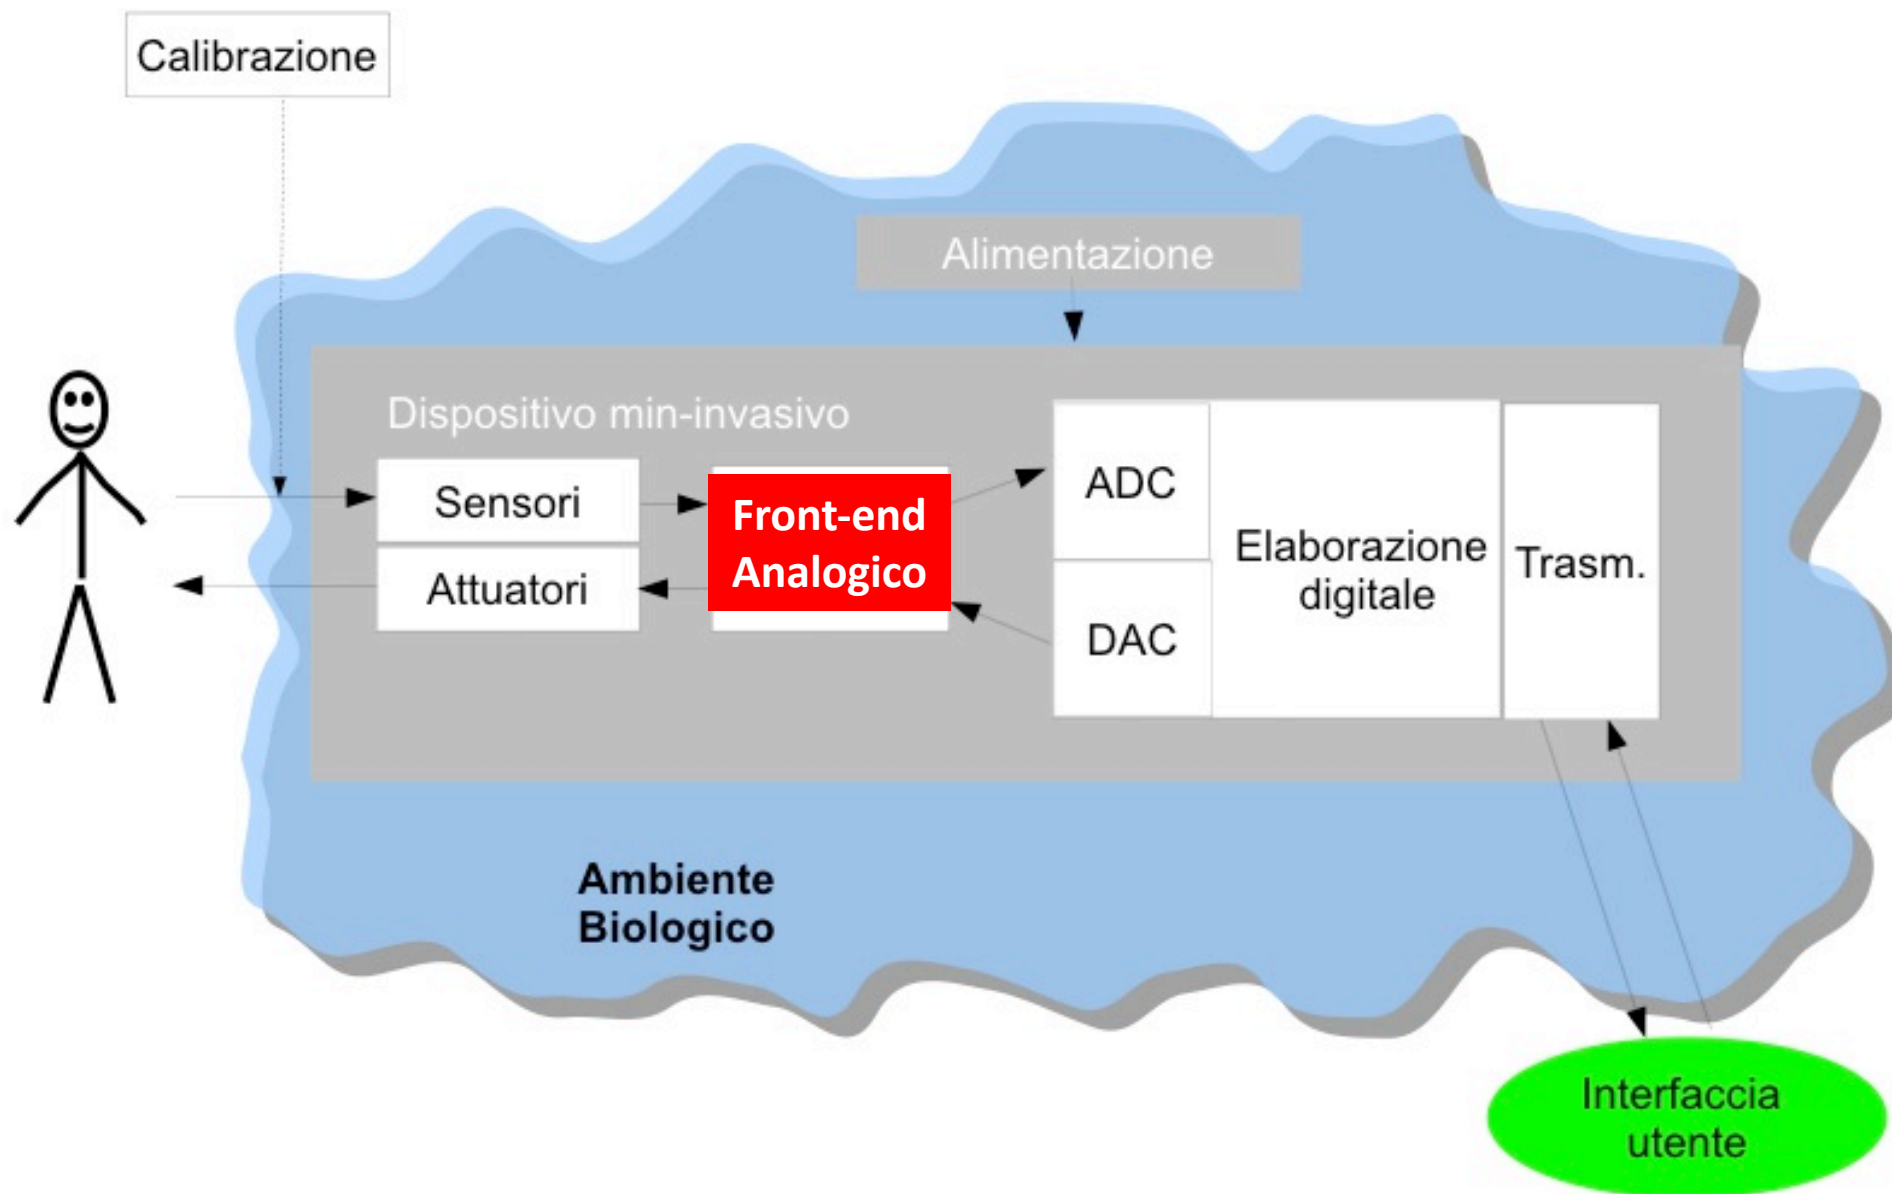 Calibrazione
Alimentazione
Dispositivo min-invasivo
Sensori
Attuatori
Front-end
Analogico
ADC
DAC
Elaborazione
digitale
Trasm.
Ambiente
Biologico
Interfaccia
utente